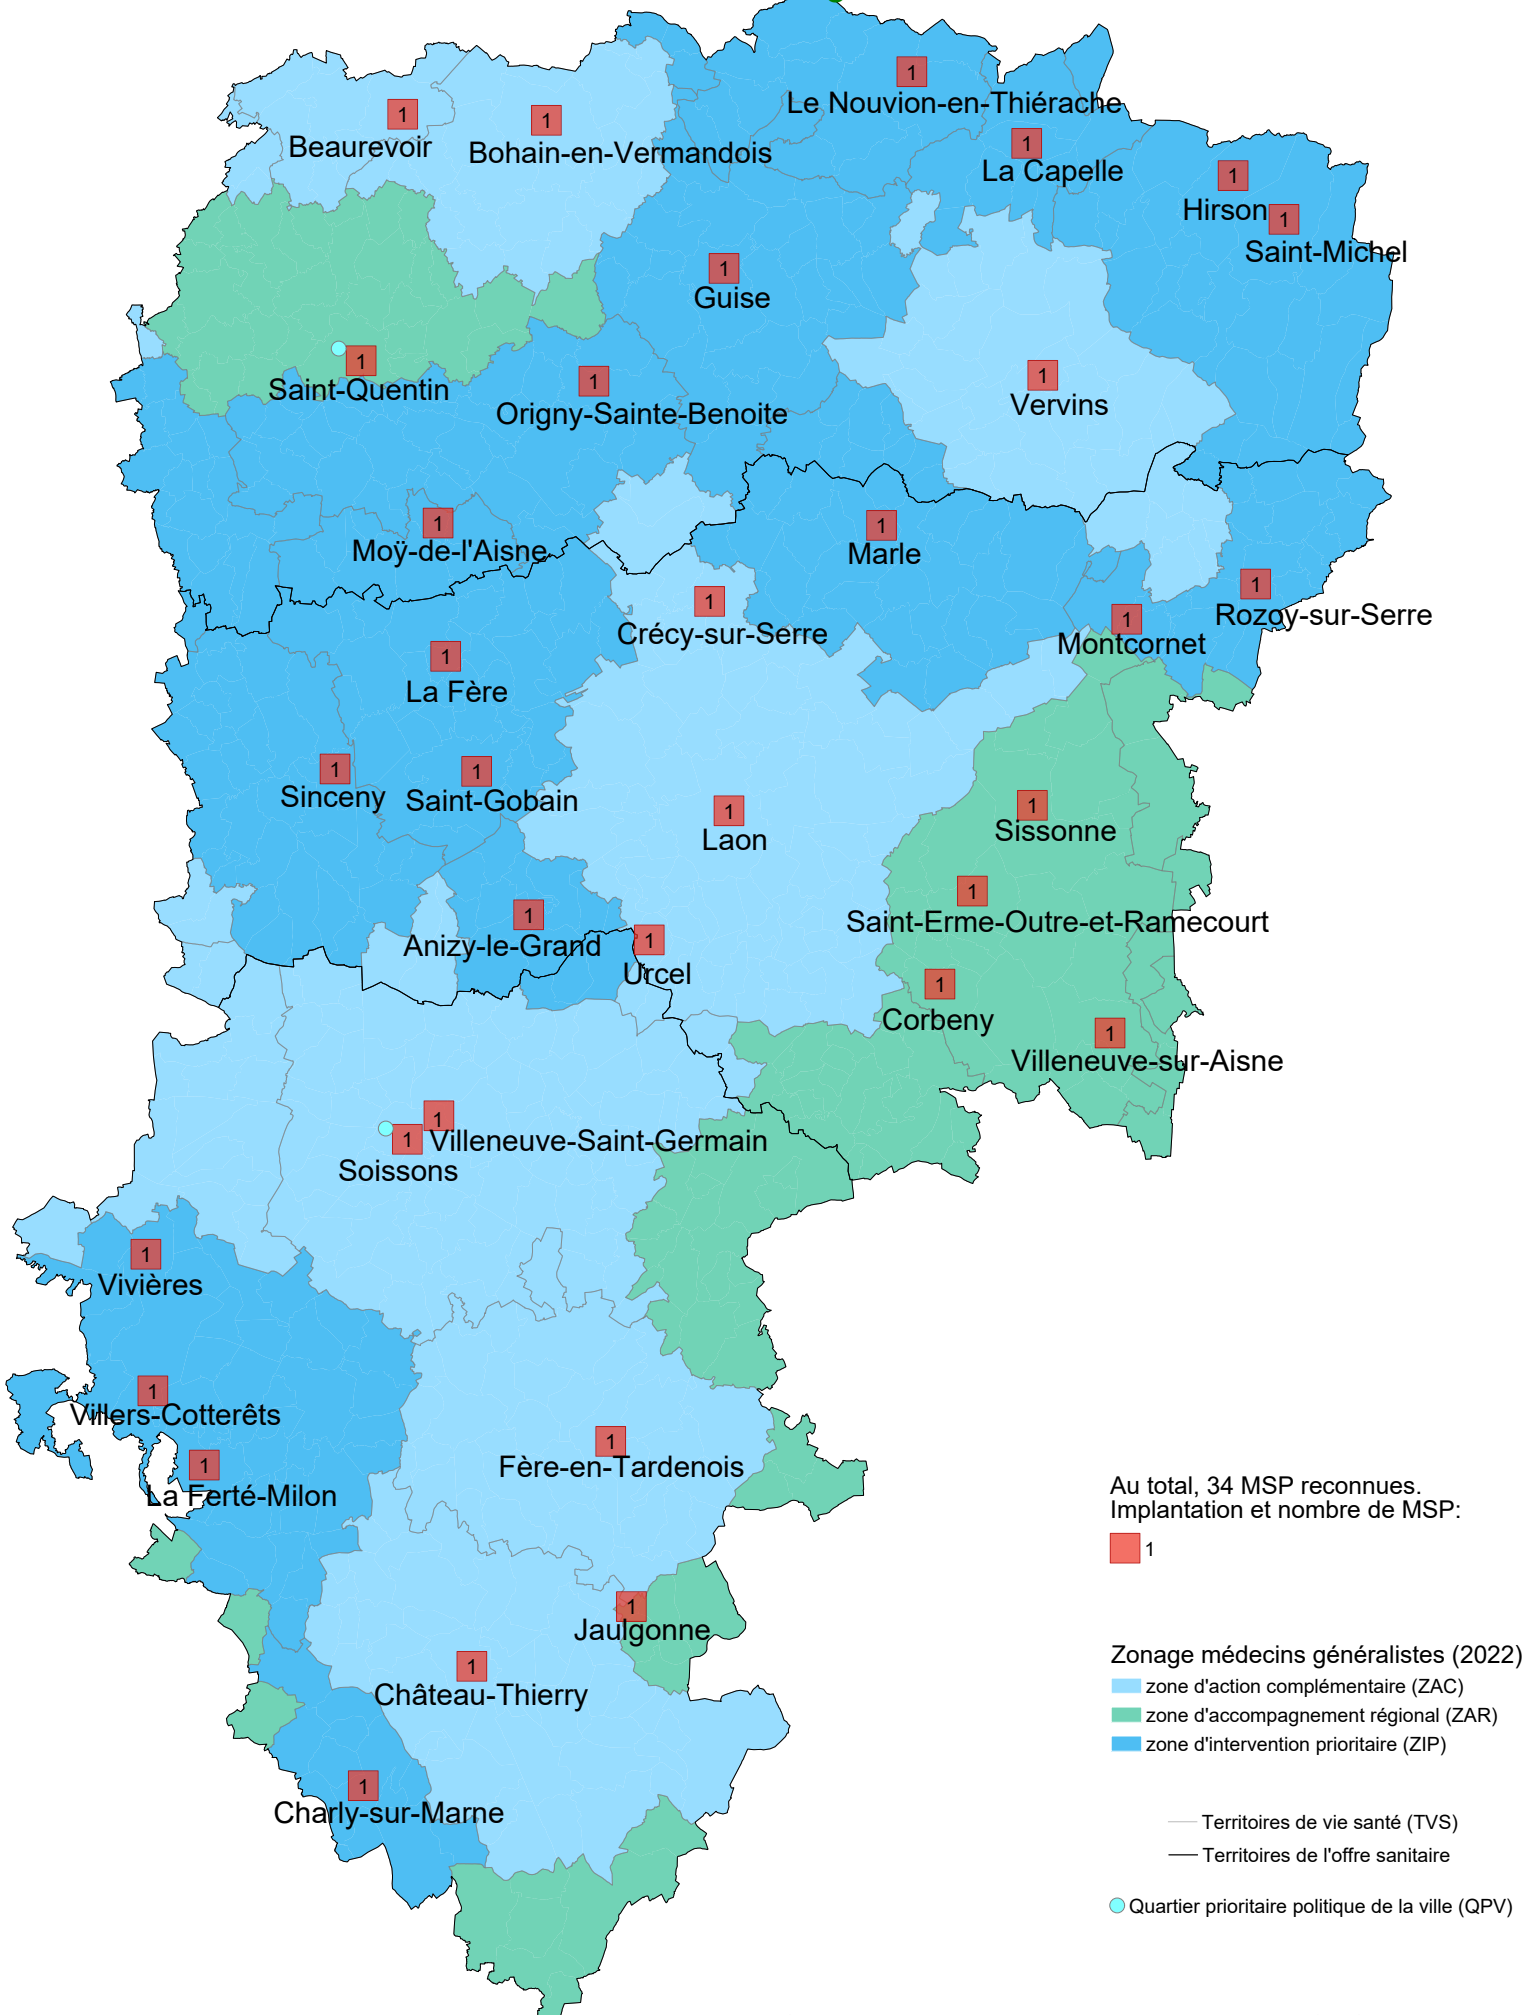 1
Le Nouvion-en-Thiérache
1
Beaurevoir
1
Bohain-en-Vermandois
1
La Capelle
1
Hirson
1
Saint-Michel
1
Guise
1
Saint-Quentin
1
Origny-Sainte-Benoite
1
Vervins
1
Moÿ-de-l'Aisne
1
Marle
1
Crécy-sur-Serre
1
Rozoy-sur-Serre
1
Montcornet
1
La Fère
1
Sinceny
1
Saint-Gobain
1
Laon
1
Sissonne
1
Saint-Erme-Outre-et-Ramecourt
1
Anizy-le-Grand
1
Urcel
1
Corbeny
1
Villeneuve-sur-Aisne
1
Villeneuve-Saint-Germain
1
Soissons
1
Vivières
1
Villers-Cotterêts
1
La Ferté-Milon
1
Fère-en-Tardenois
1
Jaulgonne
1
Château-Thierry
1
Charly-sur-Marne
Au total, 34 MSP reconnues.
Implantation et nombre de MSP:
1
Zonage médecins généralistes (2022)
zone d'action complémentaire (ZAC)
zone d'accompagnement régional (ZAR)
zone d'intervention prioritaire (ZIP)
Territoires de vie santé (TVS)
Territoires de l'offre sanitaire
Quartier prioritaire politique de la ville (QPV)